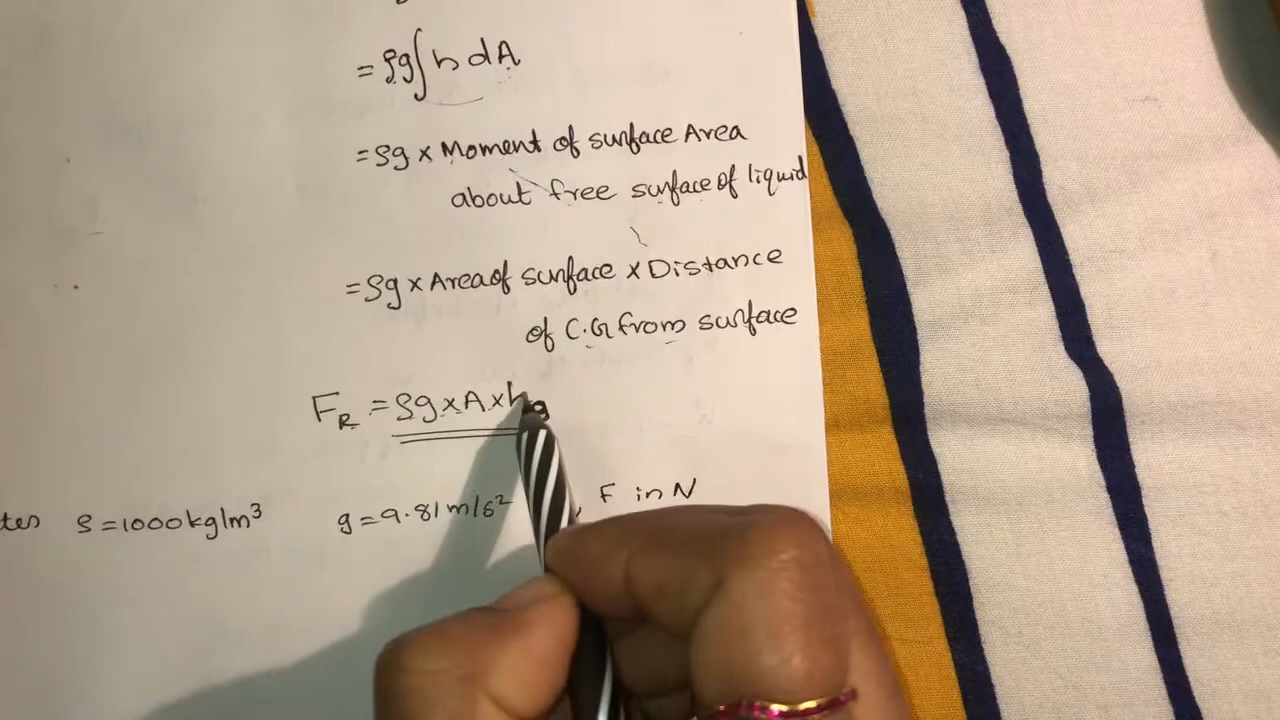 = ρg∫h dA
= ρg × Moment of surface Area
about free surface of liquid
= ρg × Area of surface × Distance
of C.G from surface
F_R = ρg × A × h
ρ = 1000 kg/m³ g = 9.81 m/s² F in N